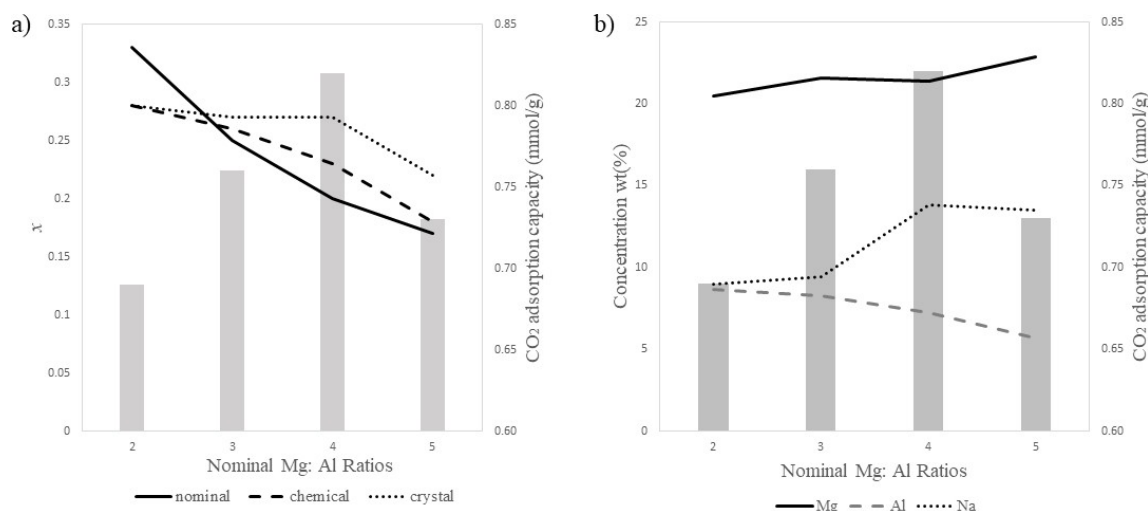 a)
0.35
0.3
0.25
0.2
0.15
0.1
0.05
0
x
0.85
0.80
0.75
0.70
0.65
0.60
CO2 adsorption capacity (mmol/g)
2 3 4 5
Nominal Mg: Al Ratios
nominal chemical crystal
b)
25
20
15
10
5
0
Concentration wt(%)
0.85
0.80
0.75
0.70
0.65
0.60
CO2 adsorption capacity (mmol/g)
2 3 4 5
Nominal Mg: Al Ratios
Mg Al Na